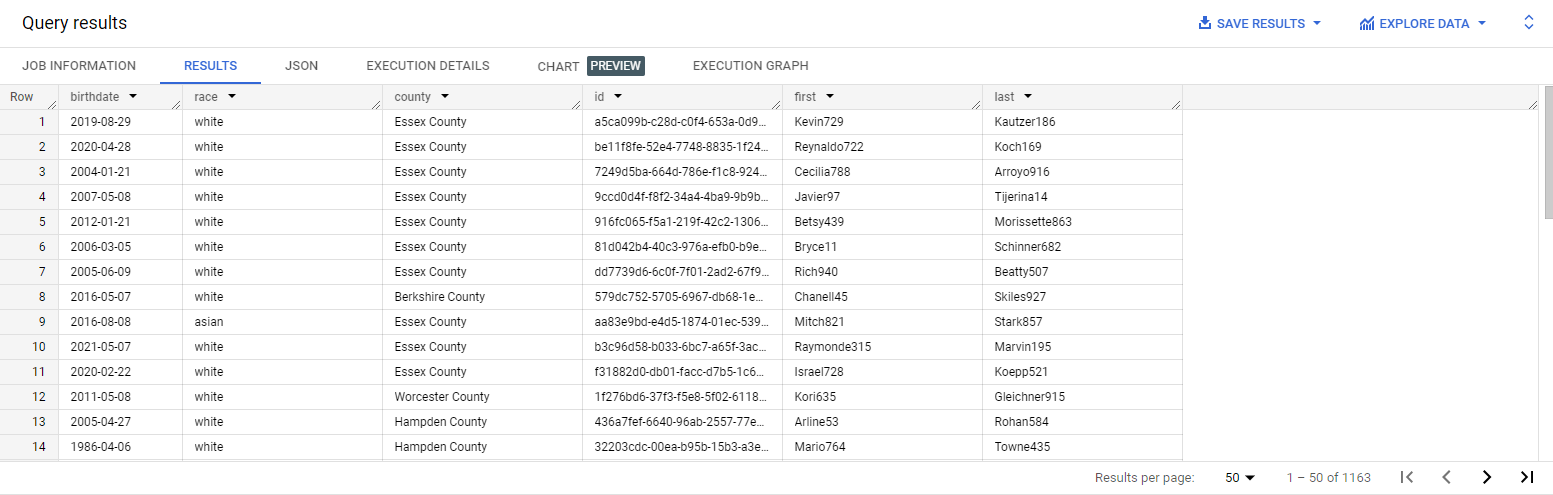 Query results SAVE RESULTS EXPLORE DATA
JOB INFORMATION RESULTS JSON EXECUTION DETAILS CHART PREVIEW EXECUTION GRAPH
Row birthdate race county id first last
1 2019-08-29 white Essex County a5ca099b-c28d-c0f4-653a-0d9... Kevin729 Kautzer186
2 2020-04-28 white Essex County be11f8fe-52e4-7748-8835-1f24... Reynaldo722 Koch169
3 2004-01-21 white Essex County 7249d5ba-664d-786e-f1c8-924... Cecilia788 Arroyo916
4 2007-05-08 white Essex County 9ccd0d4f-f8f2-34a4-4ba9-9b9b... Javier97 Tijerina14
5 2012-01-21 white Essex County 916fc065-f5a1-219f-42c2-1306... Betsy439 Morissette863
6 2006-03-05 white Essex County 81d042b4-40c3-976a-efb0-b9e... Bryce11 Schinner682
7 2005-06-09 white Essex County dd7739d6-6c0f-7f01-2ad2-67f9... Rich940 Beatty507
8 2016-05-07 white Berkshire County 579dc752-5705-6967-db68-1e... Chanell45 Skiles927
9 2016-08-08 asian Essex County aa83e9bd-e4d5-1874-01ec-539... Mitch821 Stark857
10 2021-05-07 white Essex County b3c96d58-b033-6bc7-a65f-3ac... Raymonde315 Marvin195
11 2020-02-22 white Essex County f31882d0-db01-facc-d7b5-1c6... Israel728 Koepp521
12 2011-05-08 white Worcester County 1f276bd6-37f3-f5e8-5f02-6118... Kori635 Gleichner915
13 2005-04-27 white Hampden County 436a7fef-6640-96ab-2557-77e... Arline53 Rohan584
14 1986-04-06 white Hampden County 32203cdc-00ea-b95b-15b3-a3e... Mario764 Towne435
Results per page: 50 1 – 50 of 1163